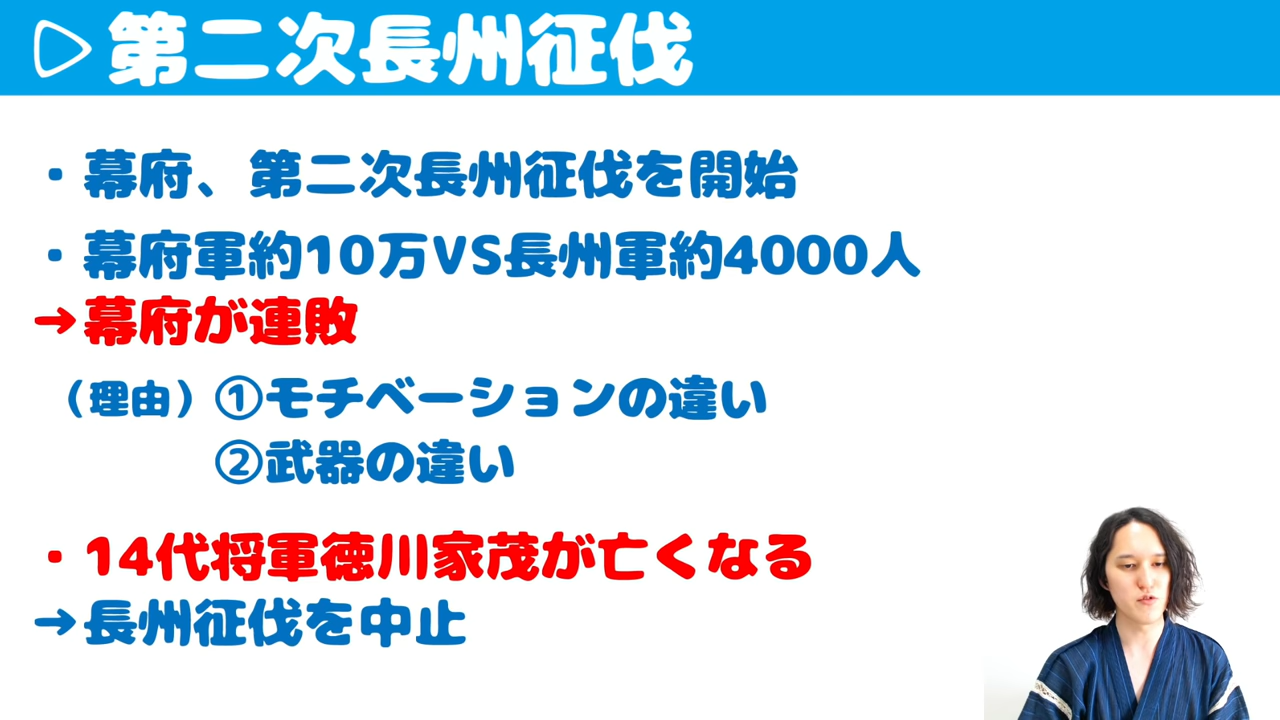 第二次長州征伐
・幕府、第二次長州征伐を開始
・幕府軍約10万VS長州軍約4000人
→幕府が連敗
（理由）①モチベーションの違い
②武器の違い
・14代将軍徳川家茂が亡くなる
→長州征伐を中止